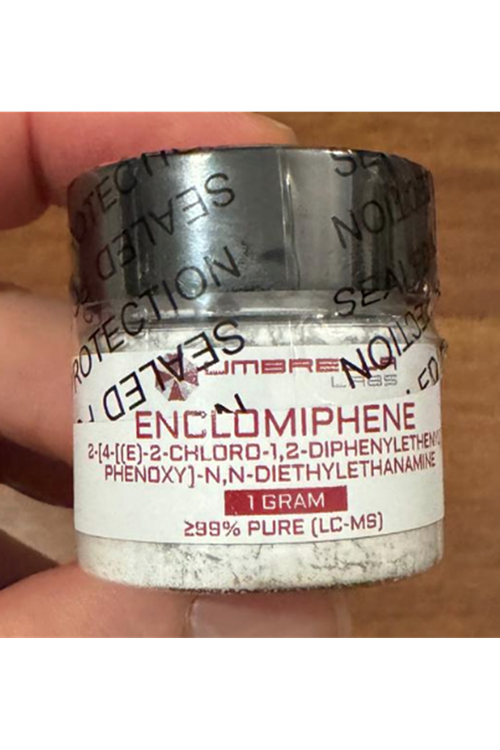 PROTECTION
SEALED
SEALED
PROTECTION
SEALED
LABS
ENCLOMIPHENE
2-[4-[(E)-2-CHLORO-1,2-DIPHENYLETHENYL
PHENOXY]-N,N-DIETHYLETHANAMINE
1 GRAM
≥99% PURE (LC-MS)